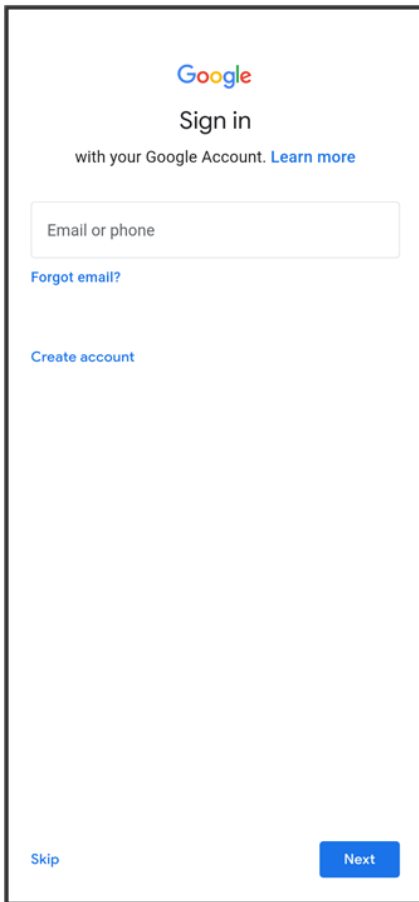 Google
Sign in
with your Google Account. Learn more
Email or phone
Forgot email?
Create account
Skip
Next